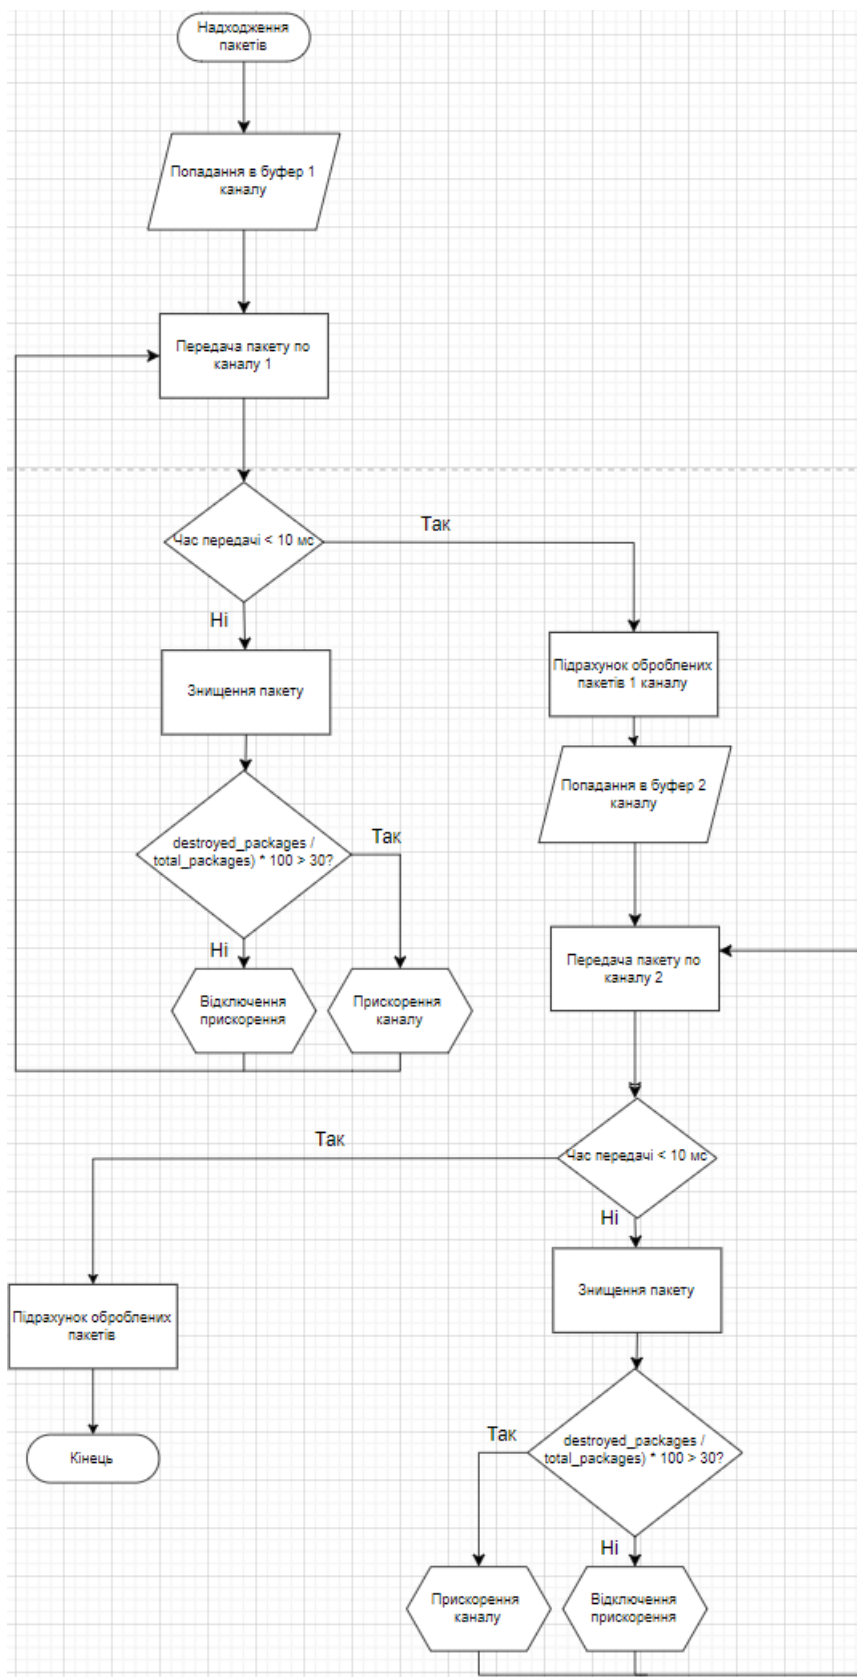 Надходження
пакетів
Попадання в буфер 1
каналу
Передача пакету по
каналу 1
Час передачі < 10 мс
Так
Ні
Знищення пакету
Підрахунок оброблених
пакетів 1 каналу
Попадання в буфер 2
каналу
destroyed_packages /
total_packages) * 100 > 30?
Так
Ні
Відключення
прискорення
Прискорення
каналу
Передача пакету по
каналу 2
Час передачі < 10 мс
Так
Ні
Підрахунок оброблених
пакетів
Кінець
Знищення пакету
destroyed_packages /
total_packages) * 100 > 30?
Так
Ні
Прискорення
каналу
Відключення
прискорення